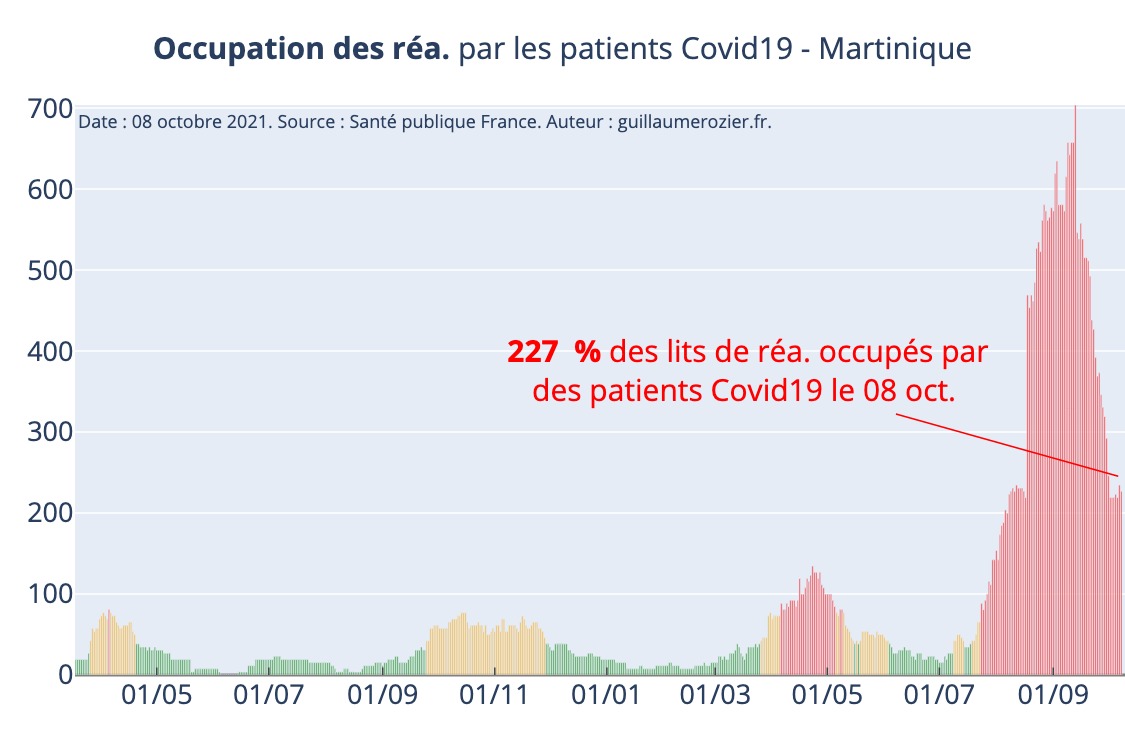 Occupation des réa. par les patients Covid19 - Martinique
700
Date : 08 octobre 2021. Source : Santé publique France. Auteur : guillaumerozier.fr.
600
500
400
227 % des lits de réa. occupés par
des patients Covid19 le 08 oct.
300
200
100
0
01/05 01/07 01/09 01/11 01/01 01/03 01/05 01/07 01/09